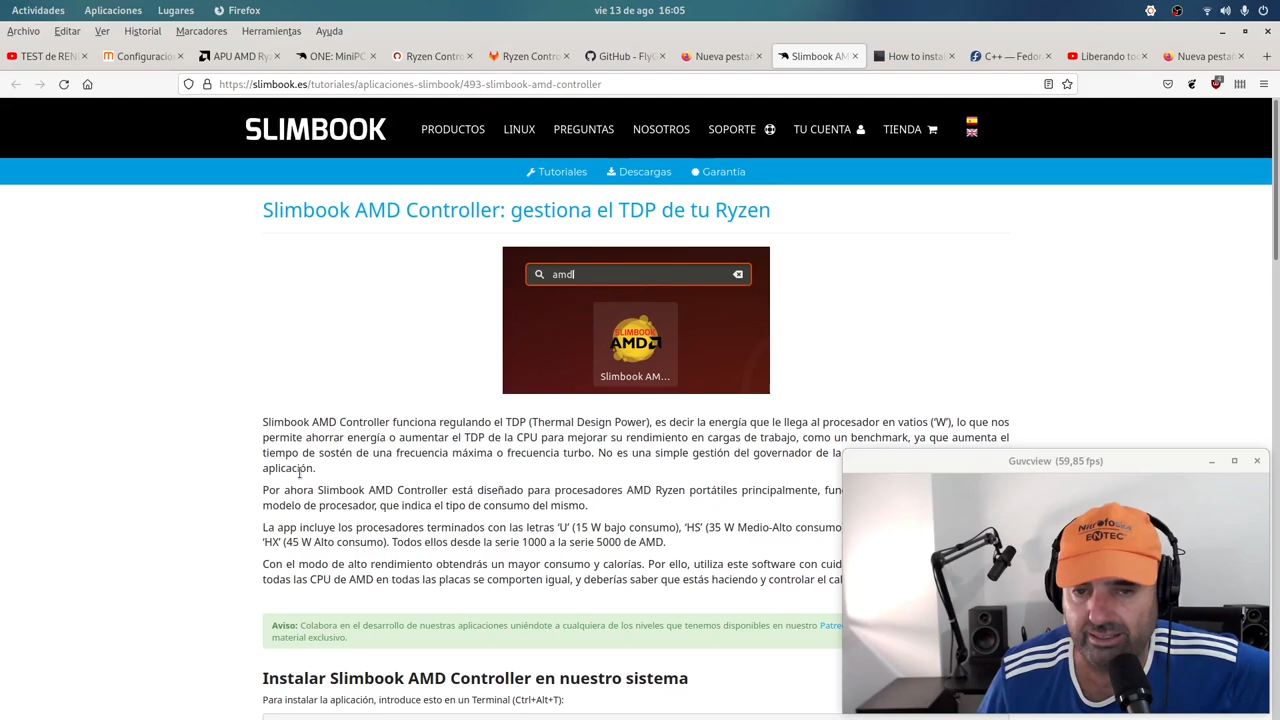 Actividades Aplicaciones Lugares Firefox vie 13 de ago 16:05
Archivo Editar Ver Historial Marcadores Herramientas Ayuda
TEST de REN Configuracio APU AMD Ry ONE: MiniPC Ryzen Contro Ryzen Contro GitHub - FlyG Nueva pestañ Slimbook AM How to instal C++ — Fedo Liberando to Nueva pestañ
https://slimbook.es/tutoriales/aplicaciones-slimbook/493-slimbook-amd-controller
SLIMBOOK PRODUCTOS LINUX PREGUNTAS NOSOTROS SOPORTE TU CUENTA TIENDA
Tutoriales Descargas Garantía
Slimbook AMD Controller: gestiona el TDP de tu Ryzen
amd
SLIMBOOK
AMD
Slimbook AM...
Slimbook AMD Controller funciona regulando el TDP (Thermal Design Power), es decir la energía que le llega al procesador en vatios ('W'), lo que nos
permite ahorrar energía o aumentar el TDP de la CPU para mejorar su rendimiento en cargas de trabajo, como un benchmark, ya que aumenta el
tiempo de sostén de una frecuencia máxima o frecuencia turbo. No es una simple gestión del governador de la
aplicación.
Por ahora Slimbook AMD Controller está diseñado para procesadores AMD Ryzen portátiles principalmente, fun
modelo de procesador, que indica el tipo de consumo del mismo.
La app incluye los procesadores terminados con las letras 'U' (15 W bajo consumo), 'HS' (35 W Medio-Alto consumo
'HX' (45 W Alto consumo). Todos ellos desde la serie 1000 a la serie 5000 de AMD.
Con el modo de alto rendimiento obtendrás un mayor consumo y calorías. Por ello, utiliza este software con cuid
todas las CPU de AMD en todas las placas se comporten igual, y deberías saber que estás haciendo y controlar el cal
Aviso: Colabora en el desarrollo de nuestras aplicaciones uniéndote a cualquiera de los niveles que tenemos disponibles en nuestro Patre
material exclusivo.
Instalar Slimbook AMD Controller en nuestro sistema
Para instalar la aplicación, introduce esto en un Terminal (Ctrl+Alt+T):
Guvcview (59,85 fps)
ENTEC